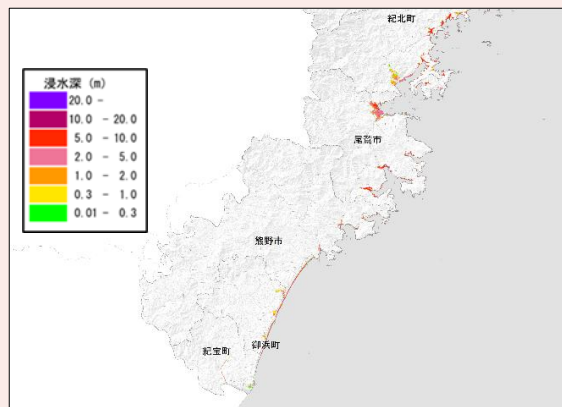 紀北町
浸水深 (m)
20.0 -
10.0 - 20.0
5.0 - 10.0
2.0 - 5.0
1.0 - 2.0
0.3 - 1.0
0.01 - 0.3
尾鷲市
熊野市
御浜町
紀宝町